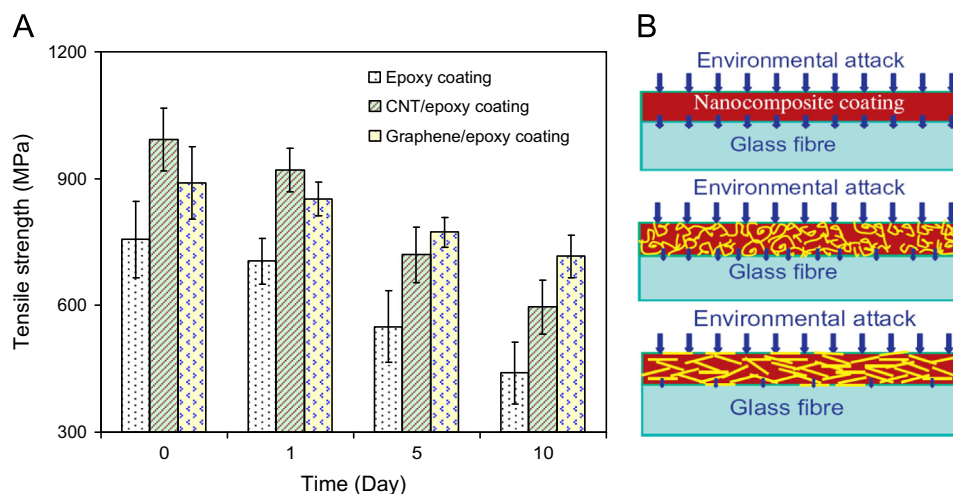 A
Tensile strength (MPa)
1200
900
600
300
Epoxy coating
CNT/epoxy coating
Graphene/epoxy coating
0 1 5 10
Time (Day)
B
Environmental attack
Nanocomposite coating
Glass fibre
Environmental attack
Glass fibre
Environmental attack
Glass fibre